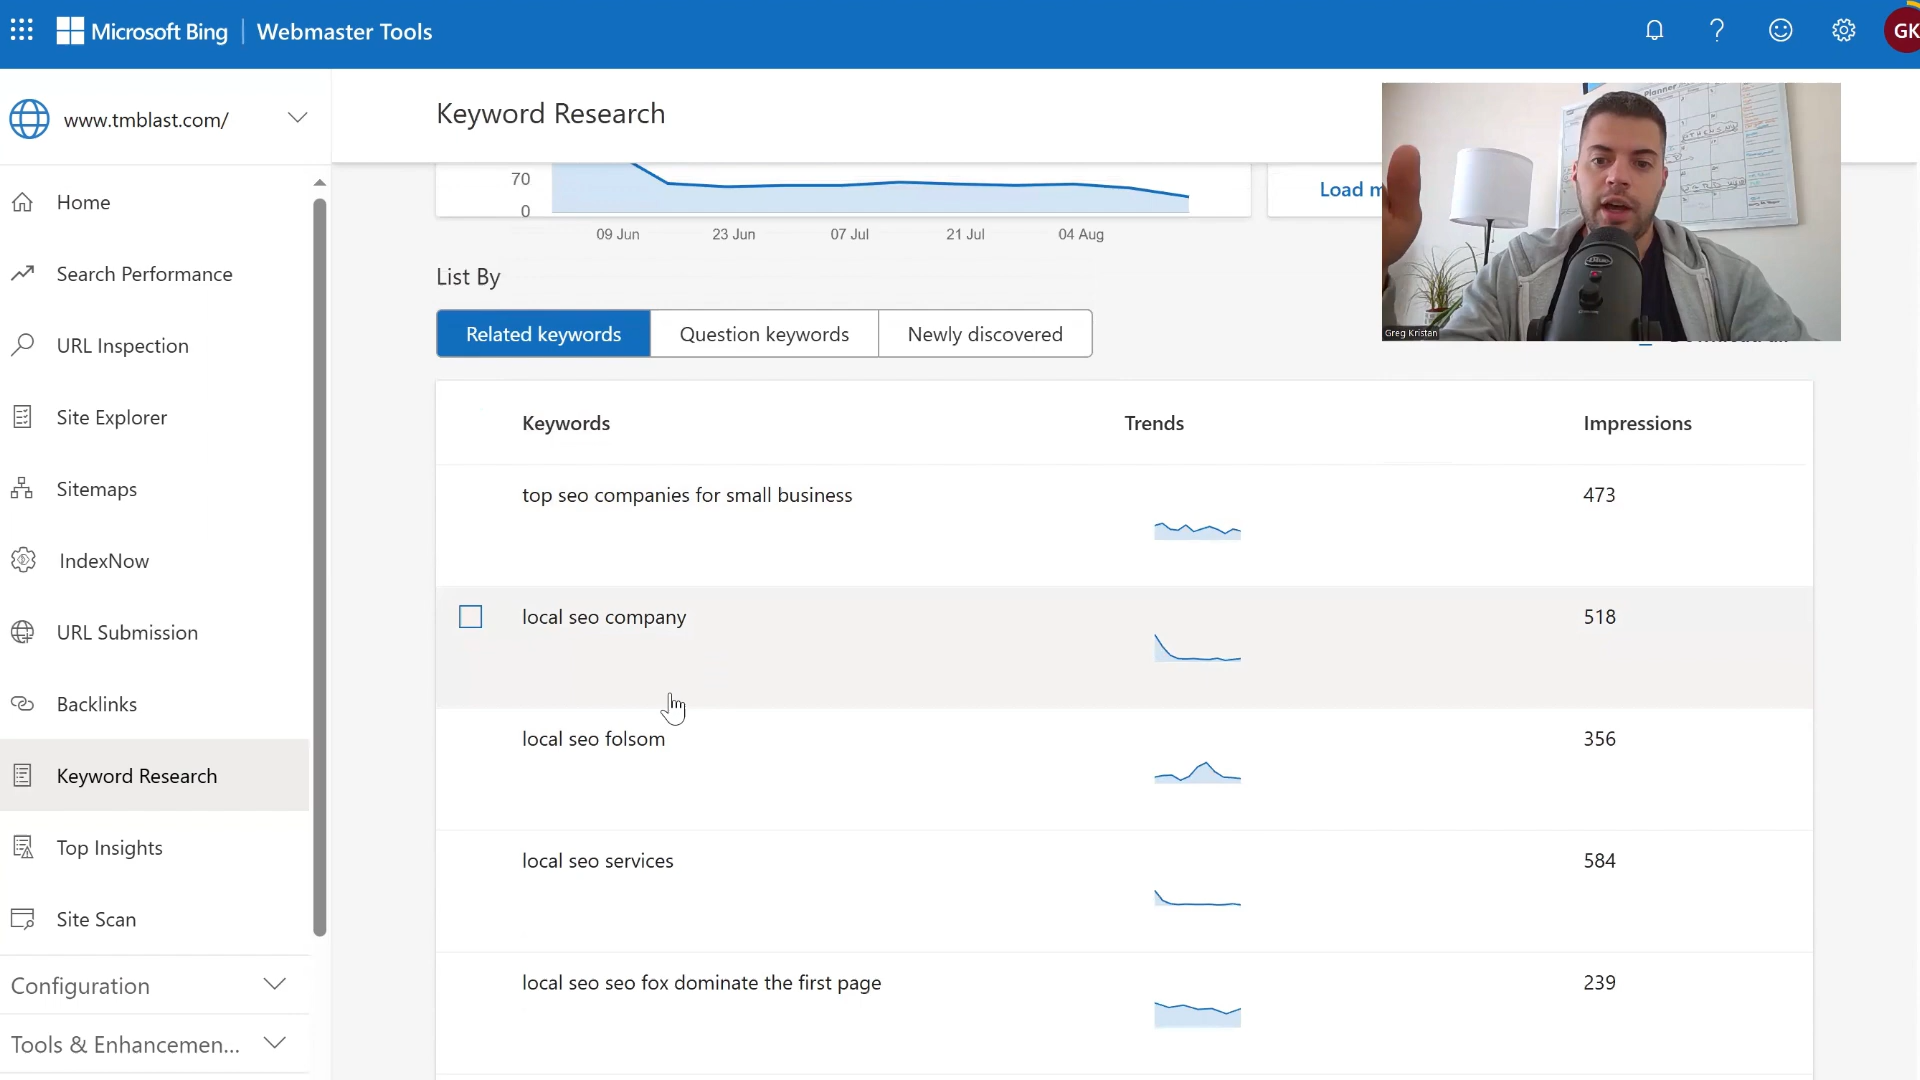 Microsoft Bing | Webmaster Tools
GK
www.tmblast.com/
Home
Search Performance
URL Inspection
Site Explorer
Sitemaps
IndexNow
URL Submission
Backlinks
Keyword Research
Top Insights
Site Scan
Configuration
Tools & Enhancemen...
Keyword Research
70
0
09 Jun 23 Jun 07 Jul 21 Jul 04 Aug
Load m
Planner
Greg Kristan
List By
Related keywords Question keywords Newly discovered
Keywords Trends Impressions
top seo companies for small business 473
local seo company 518
local seo folsom 356
local seo services 584
local seo seo fox dominate the first page 239